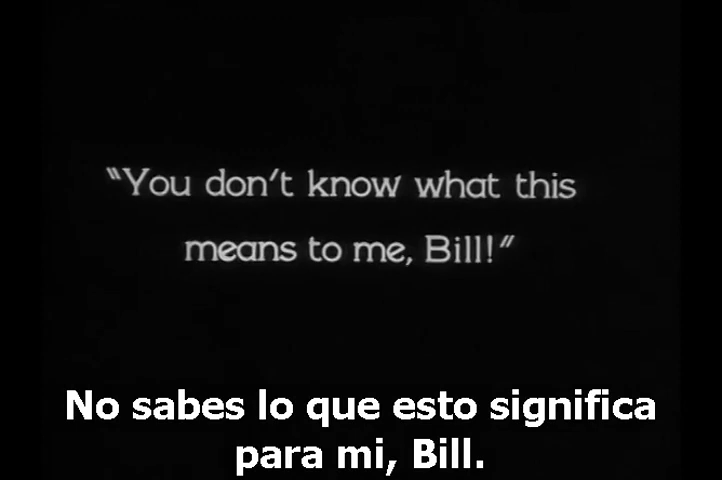 "You don't know what this
means to me, Bill!"
No sabes lo que esto significa
para mi, Bill.